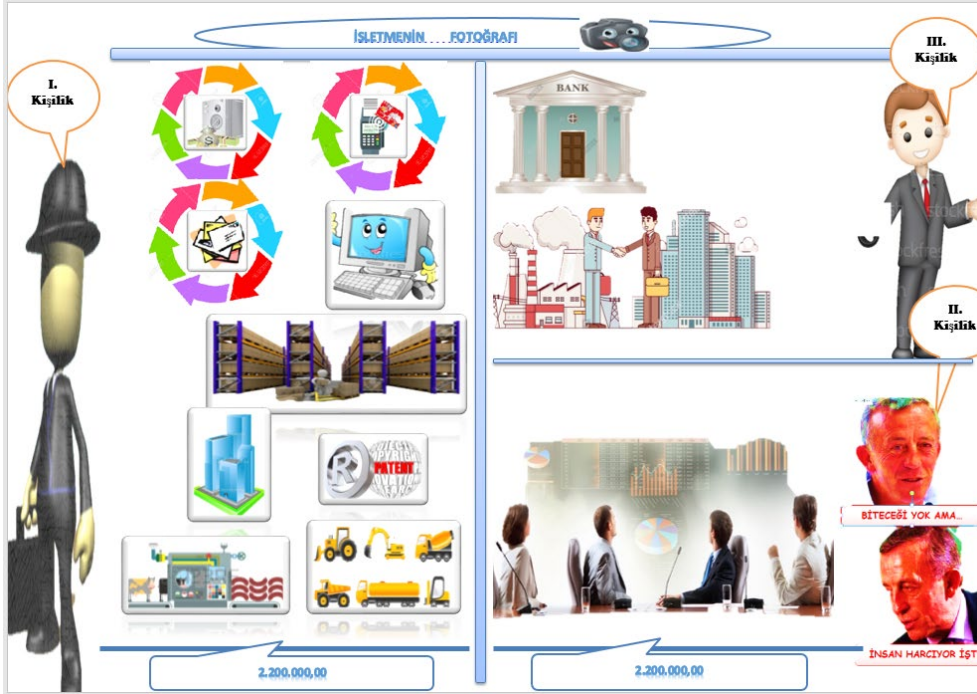 İŞLETMENİN FOTOĞRAFI
I.
Kişilik
III.
Kişilik
BANK
II.
Kişilik
PATENT
BİTECEĞİ YOK AMA...
İNSAN HARCIYOR İŞT
2.200.000,00
2.200.000,00